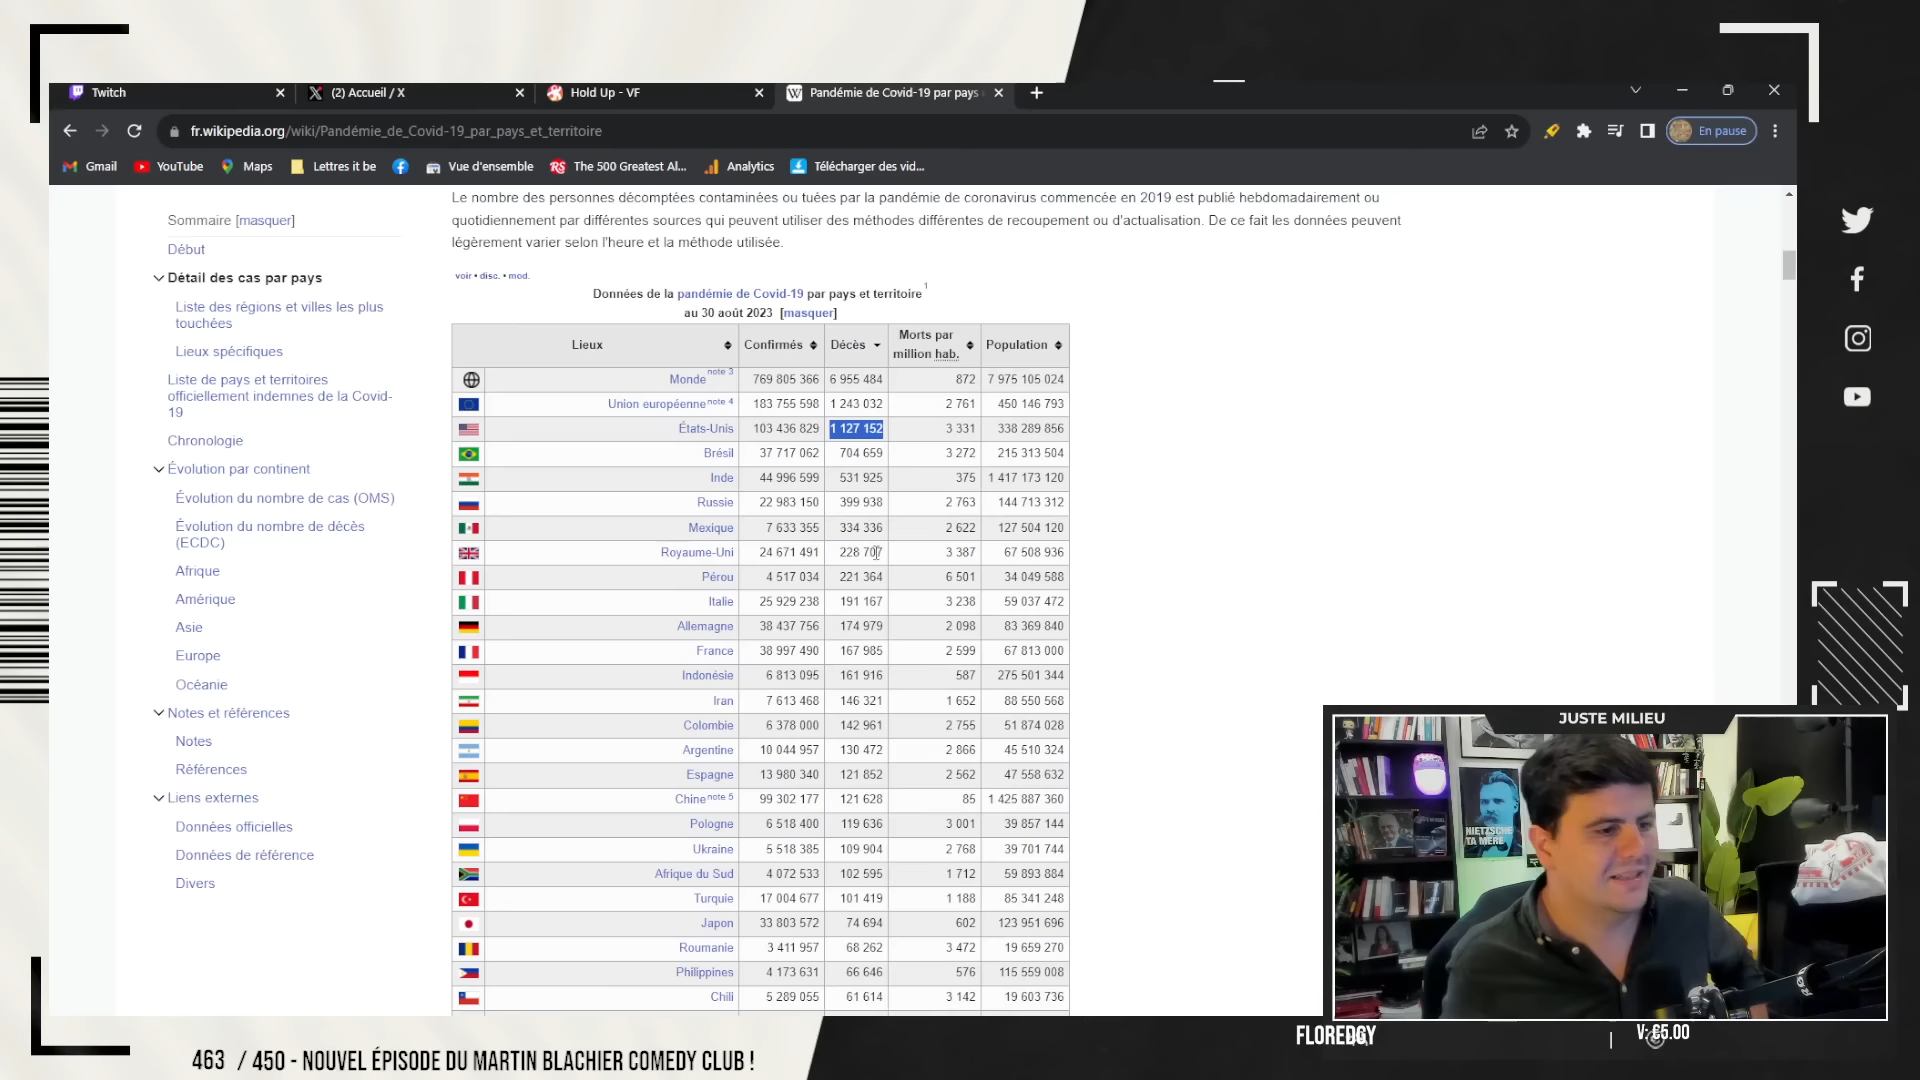 Twitch
(2) Accueil / X
Hold Up - VF
Pandémie de Covid-19 par pays
fr.wikipedia.org/wiki/Pandémie_de_Covid-19_par_pays_et_territoire
En pause
Gmail
YouTube
Maps
Lettres it be
Vue d'ensemble
The 500 Greatest Al...
Analytics
Télécharger des vid...
Sommaire [masquer]
Début
Détail des cas par pays
Liste des régions et villes les plus
touchées
Lieux spécifiques
Liste de pays et territoires
officiellement indemnes de la Covid-
19
Chronologie
Évolution par continent
Évolution du nombre de cas (OMS)
Évolution du nombre de décès
(ECDC)
Afrique
Amérique
Asie
Europe
Océanie
Notes et références
Notes
Références
Liens externes
Données officielles
Données de référence
Divers
Le nombre des personnes décomptées contaminées ou tuées par la pandémie de coronavirus commencée en 2019 est publié hebdomadairement ou
quotidiennement par différentes sources qui peuvent utiliser des méthodes différentes de recoupement ou d'actualisation. De ce fait les données peuvent
légèrement varier selon l'heure et la méthode utilisée.
voir • disc. • mod.
Données de la pandémie de Covid-19 par pays et territoire 1
au 30 août 2023 [masquer]
Lieux Confirmés Décès Morts par million hab. Population
Monde note 3 769 805 366 6 955 484 872 7 975 105 024
Union européenne note 4 183 755 598 1 243 032 2 761 450 146 793
États-Unis 103 436 829 1 127 152 3 331 338 289 856
Brésil 37 717 062 704 659 3 272 215 313 504
Inde 44 996 599 531 925 375 1 417 173 120
Russie 22 983 150 399 938 2 763 144 713 312
Mexique 7 633 355 334 336 2 622 127 504 120
Royaume-Uni 24 671 491 228 707 3 387 67 508 936
Pérou 4 517 034 221 364 6 501 34 049 588
Italie 25 929 238 191 167 3 238 59 037 472
Allemagne 38 437 756 174 979 2 098 83 369 840
France 38 997 490 167 985 2 599 67 813 000
Indonésie 6 813 095 161 916 587 275 501 344
Iran 7 613 468 146 321 1 652 88 550 568
Colombie 6 378 000 142 961 2 755 51 874 028
Argentine 10 044 957 130 472 2 866 45 510 324
Espagne 13 980 340 121 852 2 562 47 558 632
Chine note 5 99 302 177 121 628 85 1 425 887 360
Pologne 6 518 400 119 636 3 001 39 857 144
Ukraine 5 518 385 109 904 2 768 39 701 744
Afrique du Sud 4 072 533 102 595 1 712 59 893 884
Turquie 17 004 677 101 419 1 188 85 341 248
Japon 33 803 572 74 694 602 123 951 696
Roumanie 3 411 957 68 262 3 472 19 659 270
Philippines 4 173 631 66 646 576 115 559 008
Chili 5 289 055 61 614 3 142 19 603 736
JUSTE MILIEU
NIETZSCHE
TA MÈRE
FLOREDGY
V: €5.00
463 / 450 - NOUVEL ÉPISODE DU MARTIN BLACHIER COMEDY CLUB !